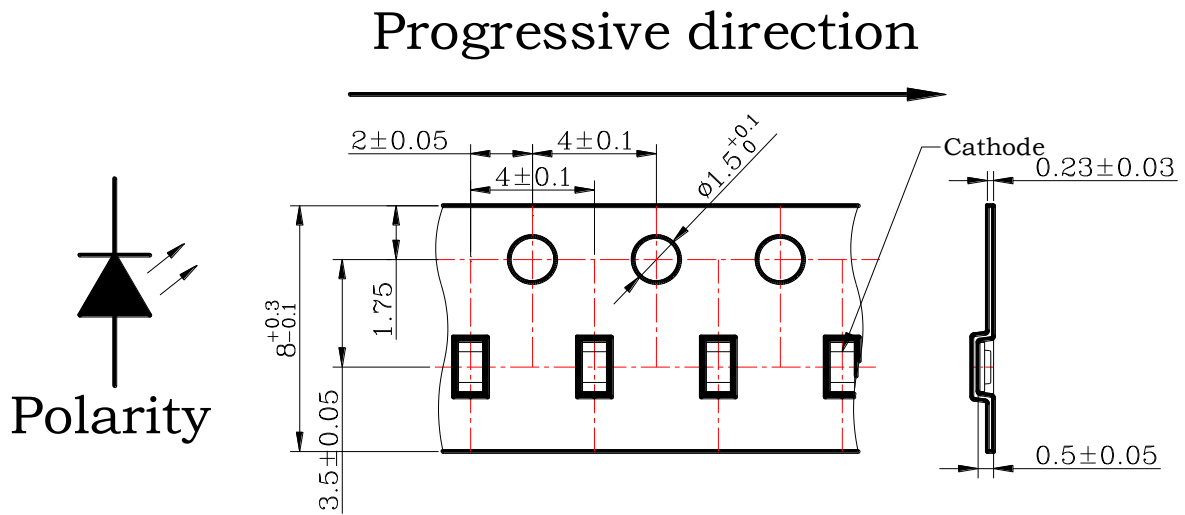 Progressive direction
2±0.05
4±0.1
ø1.5 +0.1 0
Cathode
0.23±0.03
4±0.1
8 +0.3 -0.1
1.75
3.5±0.05
Polarity
0.5±0.05